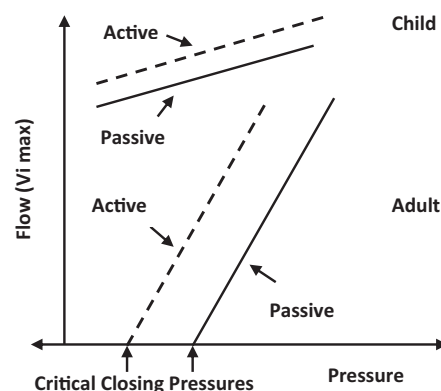 Active
Child
Passive
Active
Adult
Passive
Flow (Vi max)
Critical Closing Pressures
Pressure